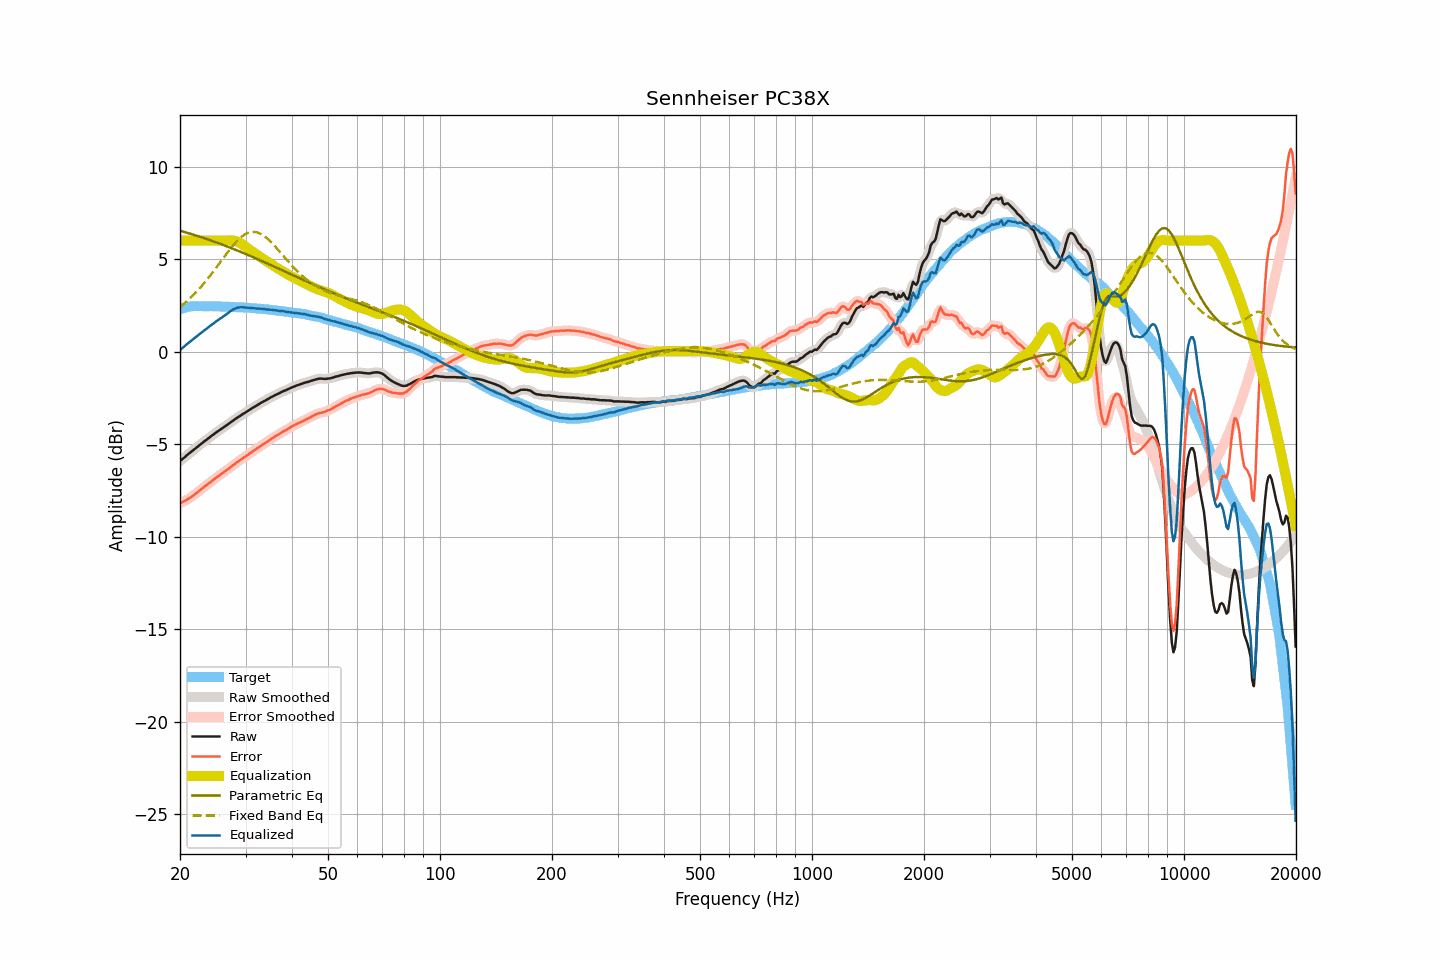 Sennheiser PC38X
Amplitude (dBr)
10
5
0
−5
−10
−15
−20
−25
Target
Raw Smoothed
Error Smoothed
Raw
Error
Equalization
Parametric Eq
Fixed Band Eq
Equalized
20 50 100 200 500 1000 2000 5000 10000 20000
Frequency (Hz)